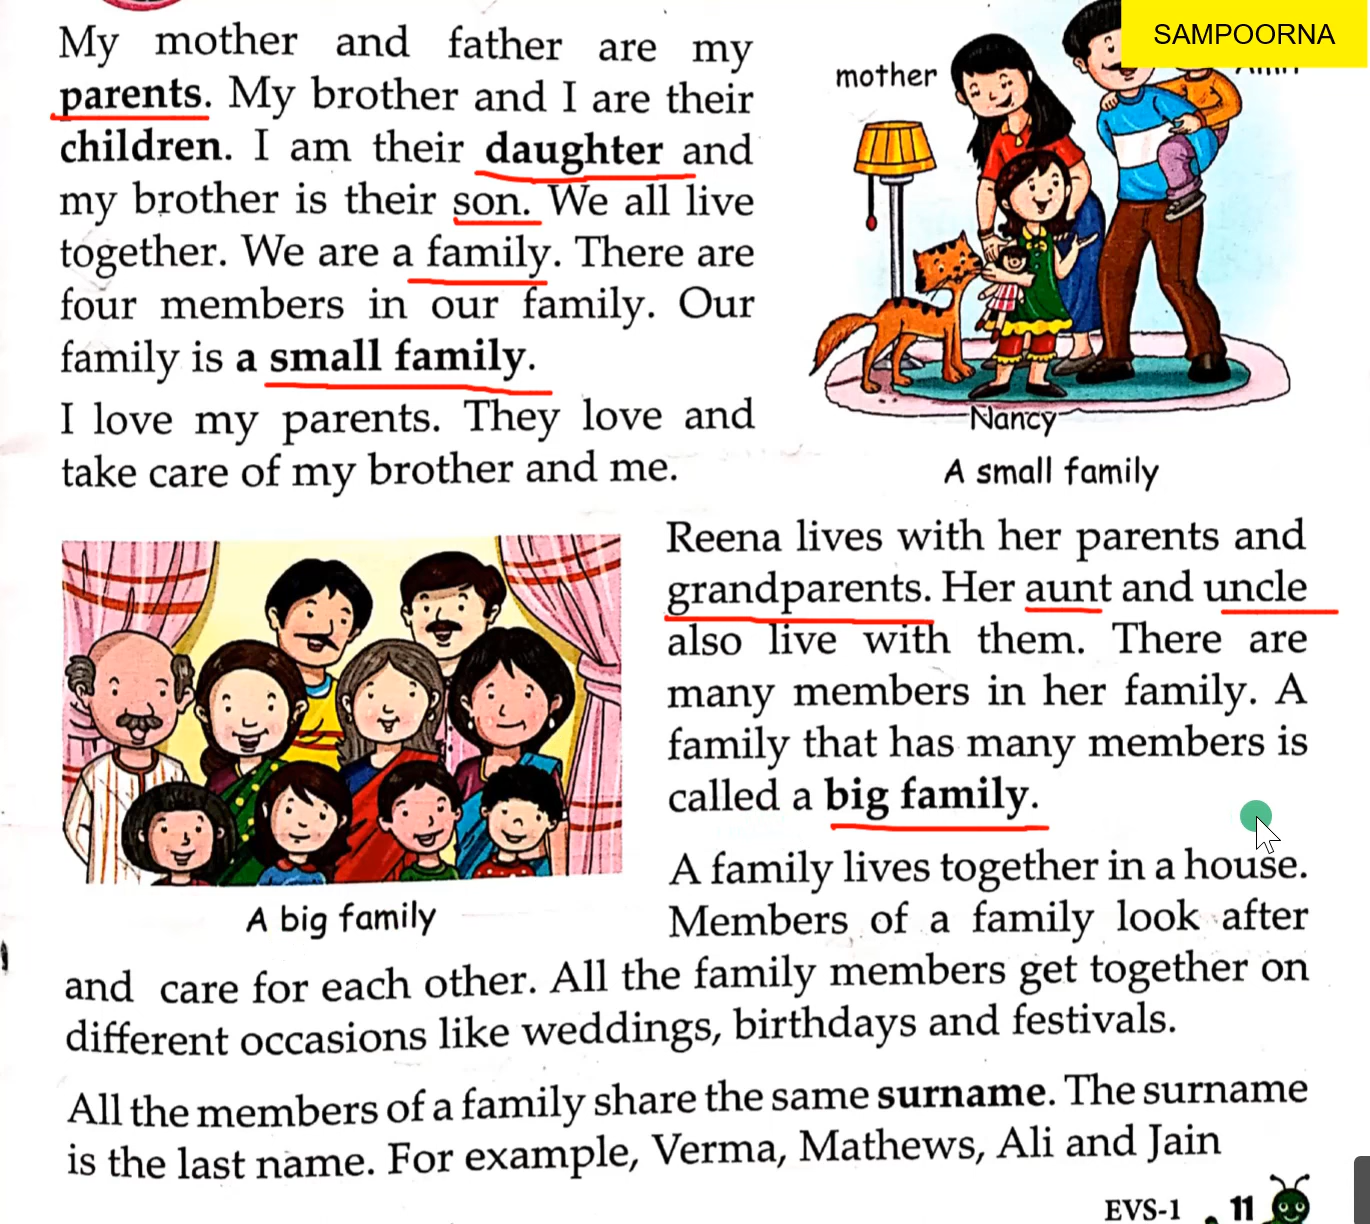 SAMPOORNA
My mother and father are my
parents. My brother and I are their
children. I am their daughter and
my brother is their son. We all live
together. We are a family. There are
four members in our family. Our
family is a small family.
I love my parents. They love and
take care of my brother and me.
mother
Nancy
A small family
Reena lives with her parents and
grandparents. Her aunt and uncle
also live with them. There are
many members in her family. A
family that has many members is
called a big family.
A big family
A family lives together in a house.
Members of a family look after
and care for each other. All the family members get together on
different occasions like weddings, birthdays and festivals.
All the members of a family share the same surname. The surname
is the last name. For example, Verma, Mathews, Ali and Jain
EVS-1 11